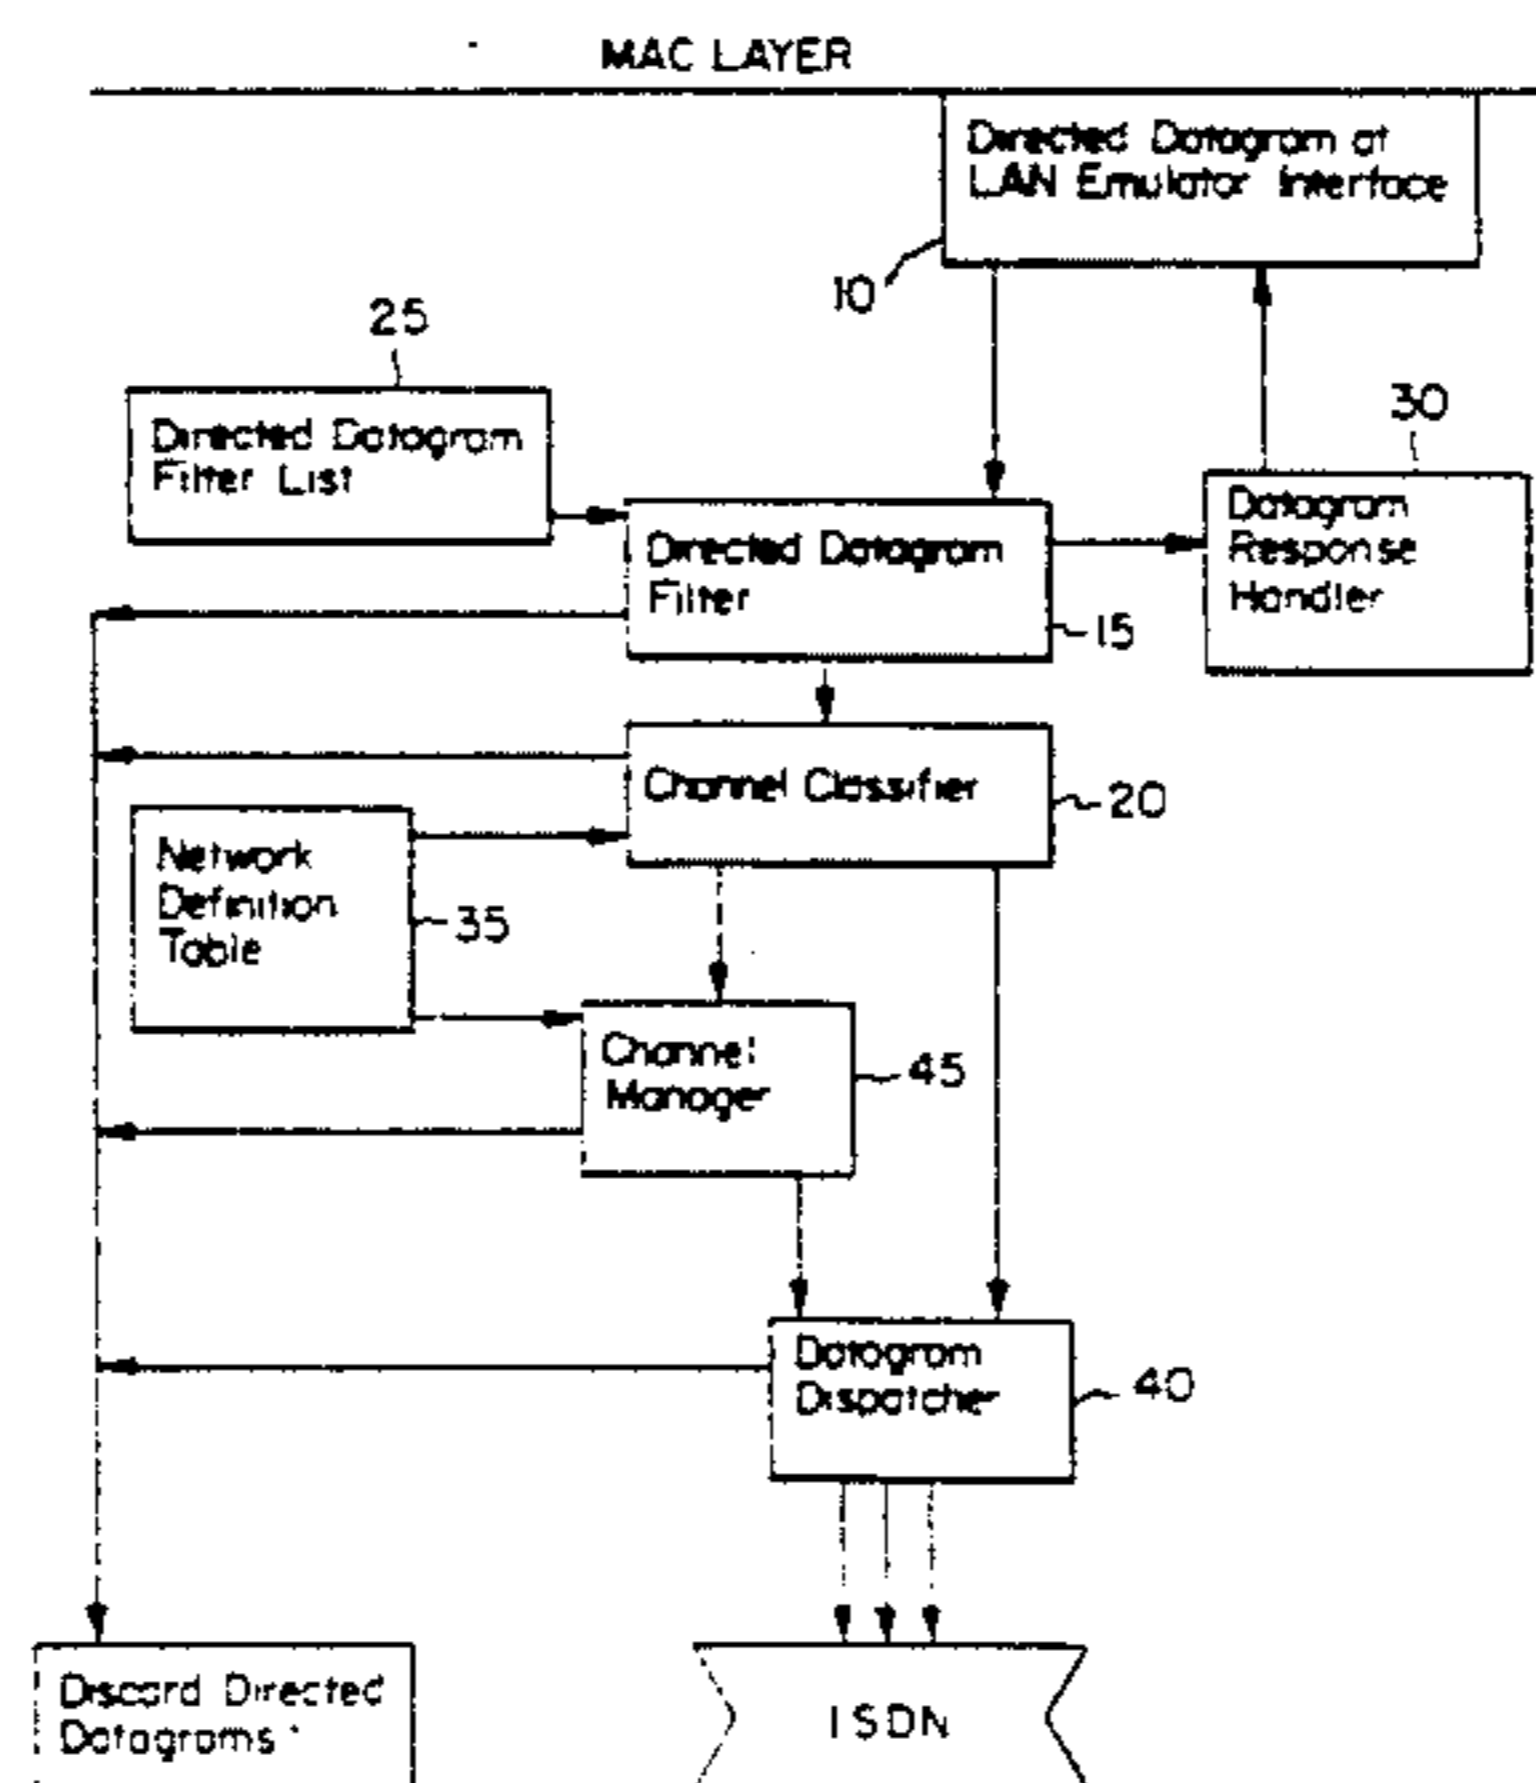 MAC LAYER
Directed Datagram at
LAN Emulator Interface
10
25
Directed Datagram
Filter List
30
Datagram
Response
Handler
Directed Datagram
Filter
15
Channel Classifier
20
Network
Definition
Table
35
Channel
Manager
45
Datagram
Dispatcher
40
Discard Directed
Datagrams
ISDN